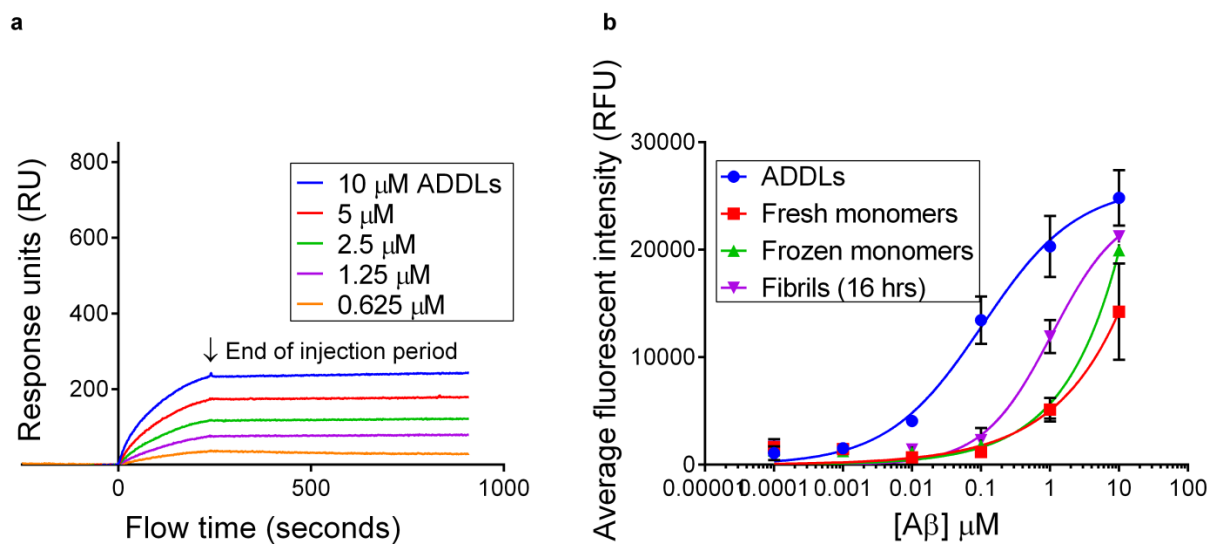 a
Response units (RU)
800
600
400
200
0
10 μM ADDLs
5 μM
2.5 μM
1.25 μM
0.625 μM
↓ End of injection period
0
500
1000
Flow time (seconds)
b
Average fluorescent intensity (RFU)
30000
20000
10000
0
ADDLs
Fresh monomers
Frozen monomers
Fibrils (16 hrs)
0.00001
0.0001
0.001
0.01
0.1
1
10
100
[Aβ] μM